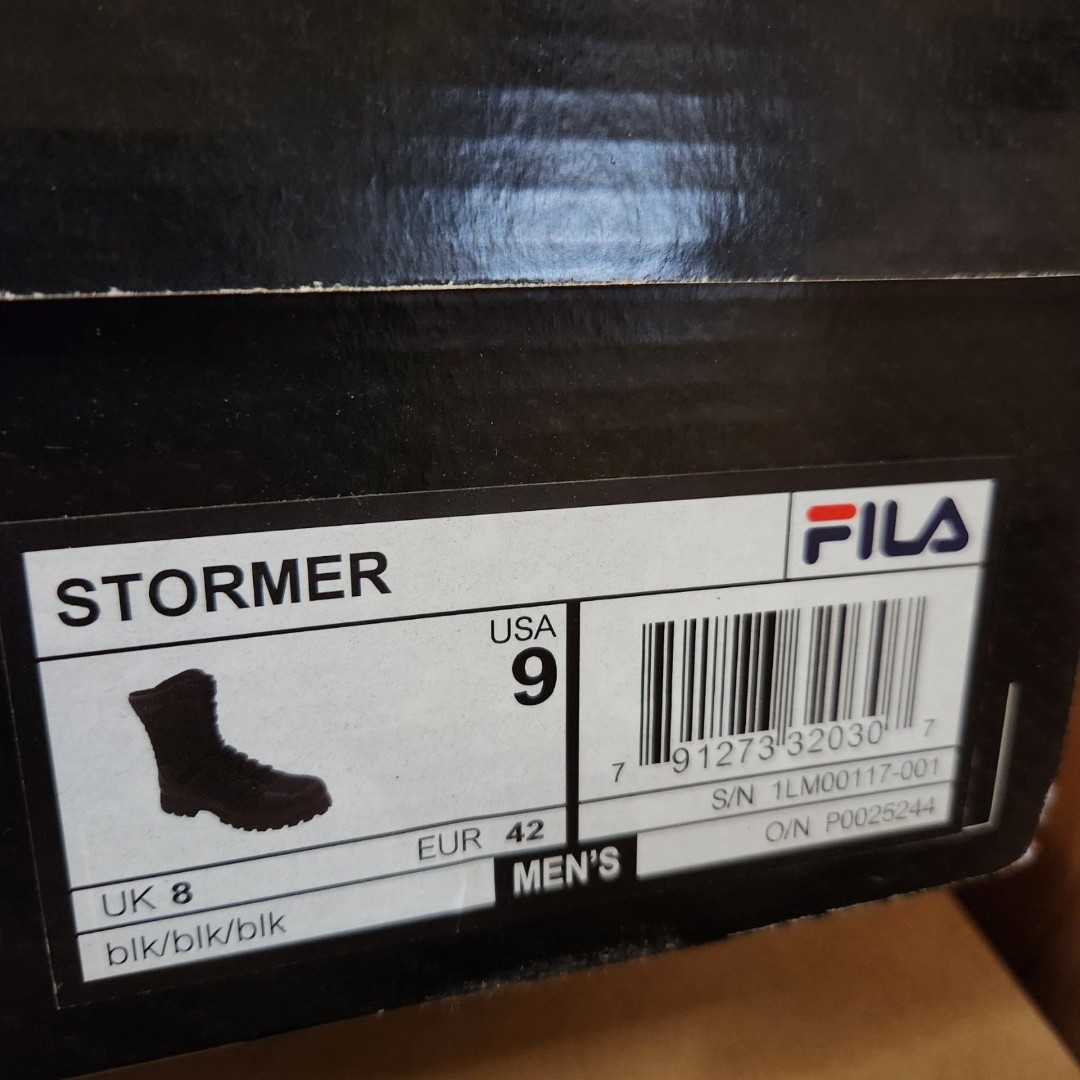 STORMER
FILA
USA
9
7 91273 32030 7
S/N 1LM00117-001
O/N P0025244
EUR 42
UK 8
MEN'S
blk/blk/blk